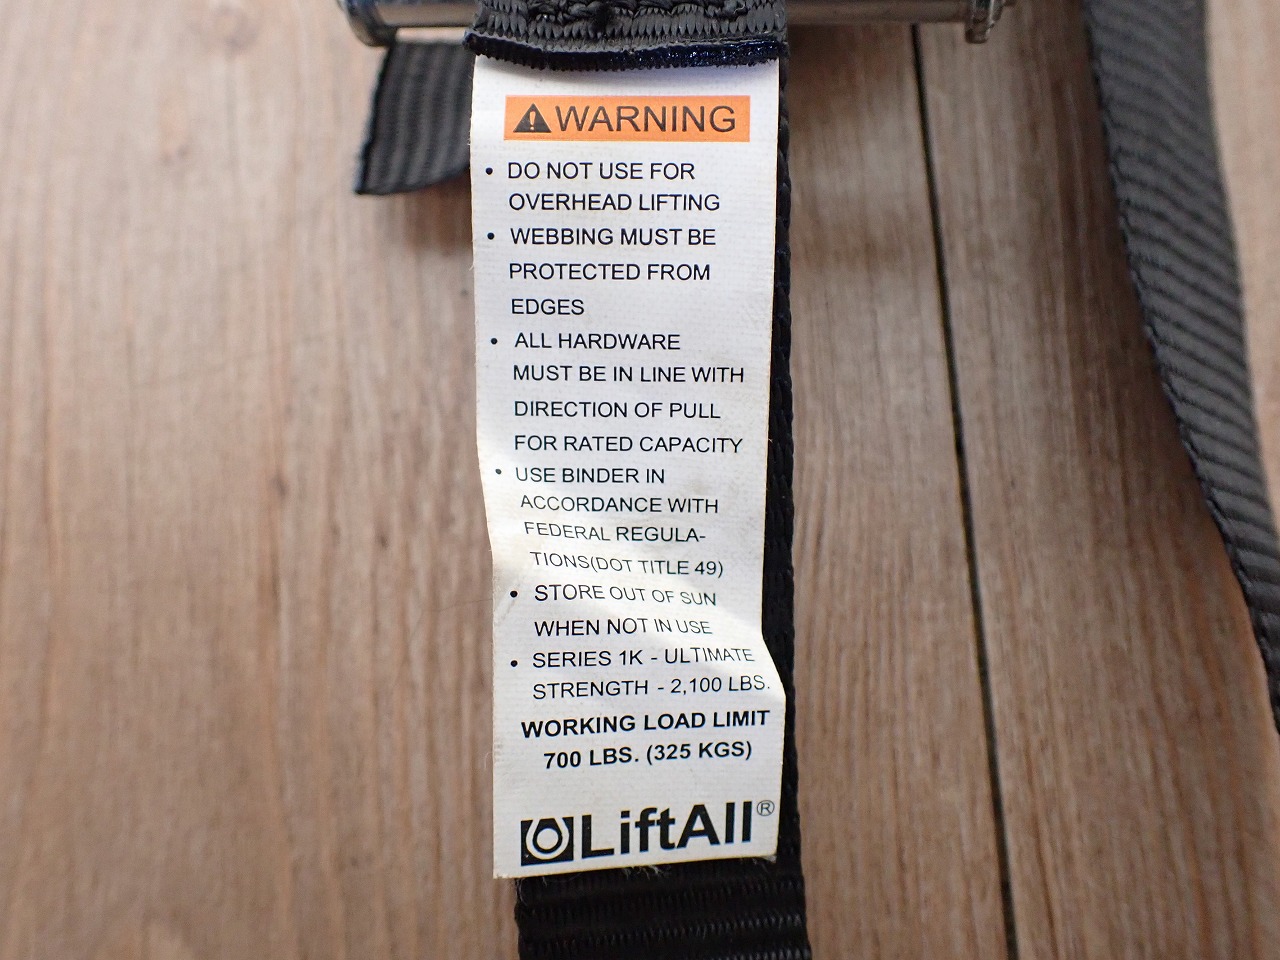 ⚠WARNING
• DO NOT USE FOR
OVERHEAD LIFTING
• WEBBING MUST BE
PROTECTED FROM
EDGES
• ALL HARDWARE
MUST BE IN LINE WITH
DIRECTION OF PULL
FOR RATED CAPACITY
• USE BINDER IN
ACCORDANCE WITH
FEDERAL REGULA-
TIONS(DOT TITLE 49)
• STORE OUT OF SUN
WHEN NOT IN USE
• SERIES 1K - ULTIMATE
STRENGTH - 2,100 LBS.
WORKING LOAD LIMIT
700 LBS. (325 KGS)
LiftAll®